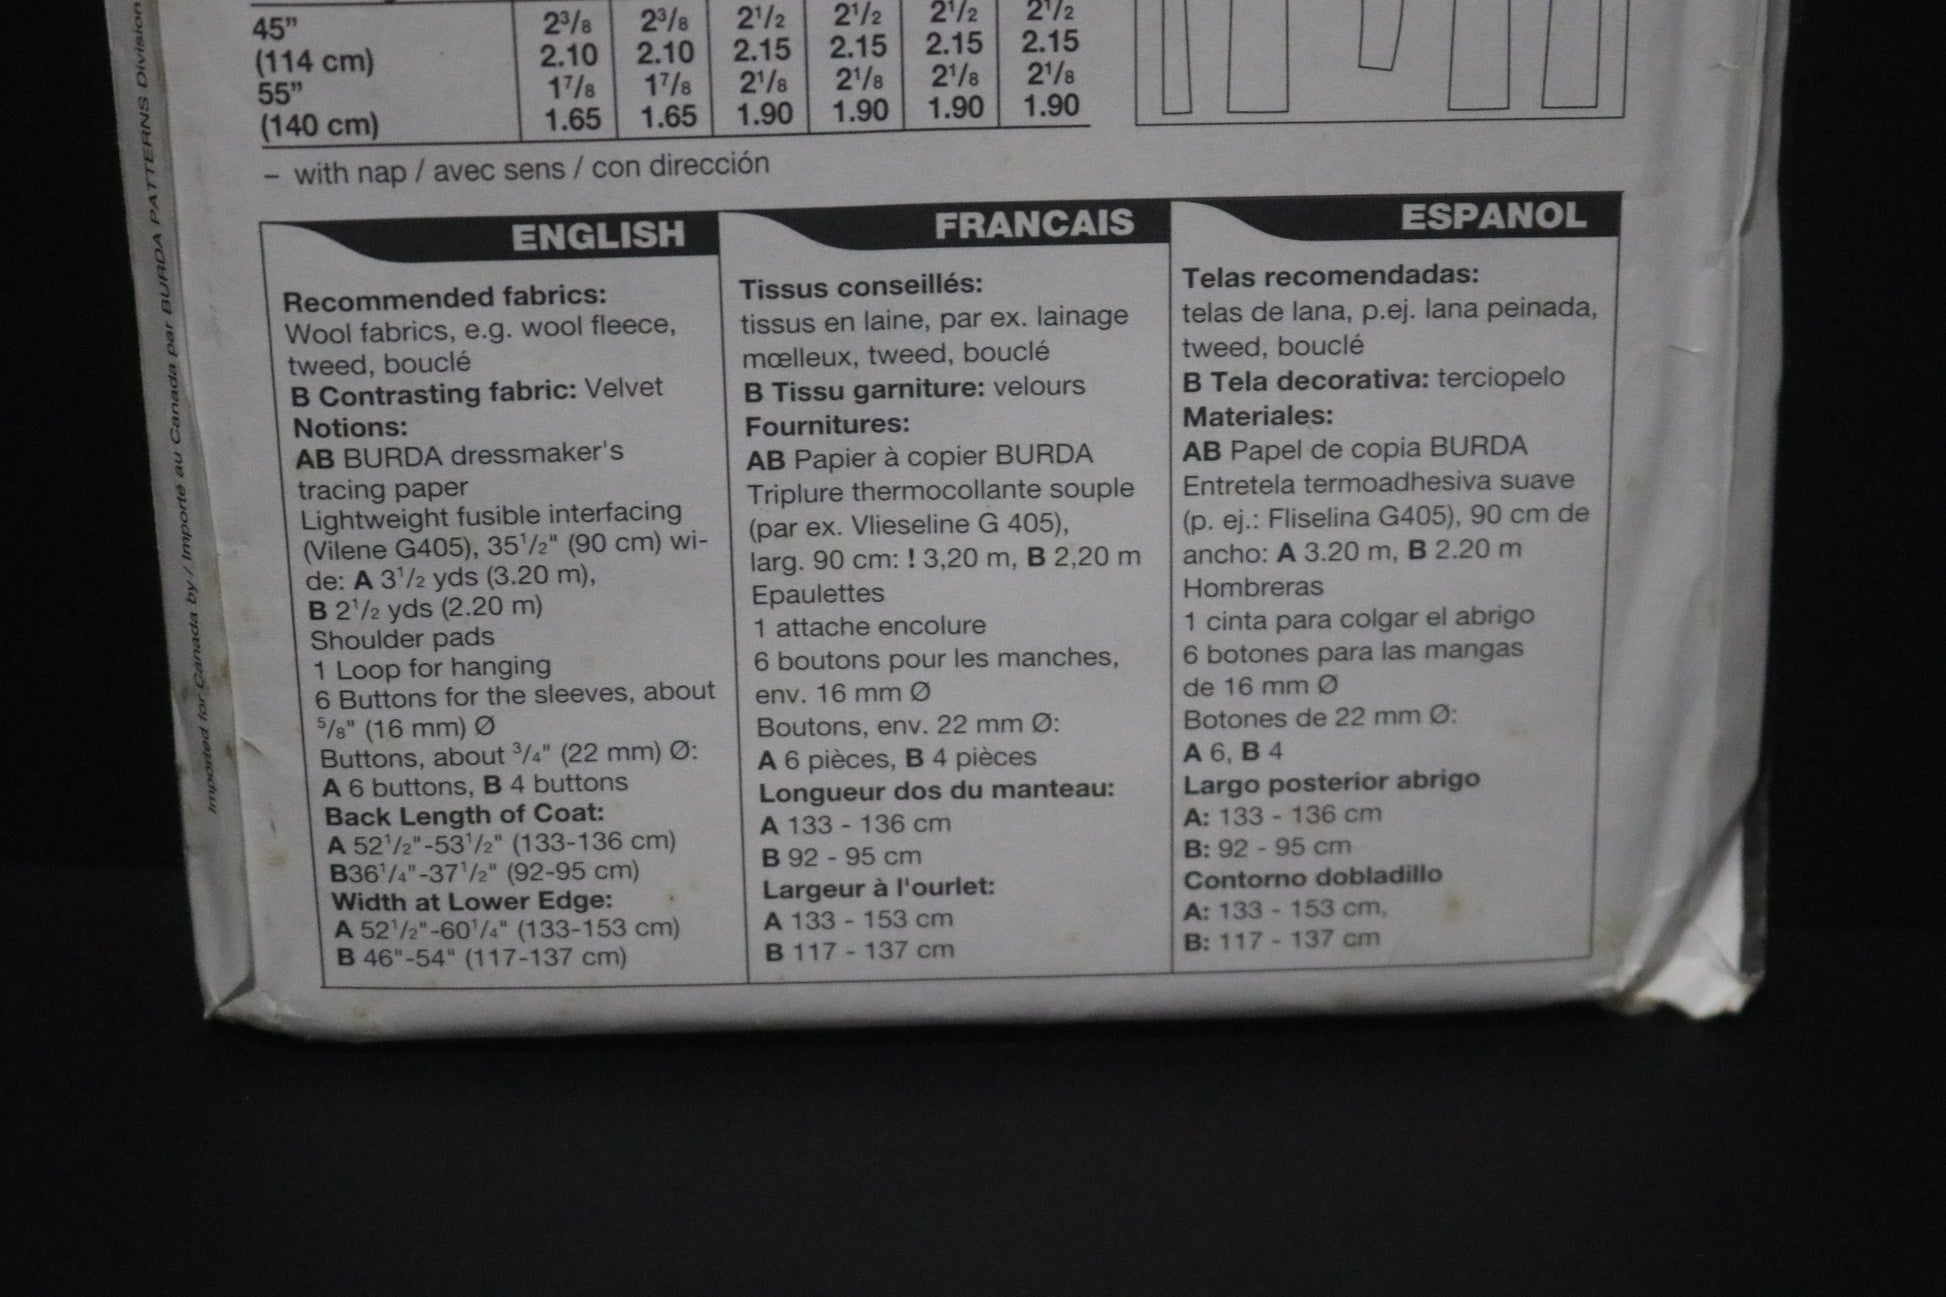 45"
2³/₈ 2³/₈ 2¹/₂ 2¹/₂ 2¹/₂ 2¹/₂
(114 cm) 2.10 2.10 2.15 2.15 2.15 2.15
55" 1⁷/₈ 1⁷/₈ 2¹/₈ 2¹/₈ 2¹/₈ 2¹/₈
(140 cm) 1.65 1.65 1.90 1.90 1.90 1.90
– with nap / avec sens / con dirección
Imported for Canada by / Importé au Canada par BURDA PATTERNS Division
ENGLISH
Recommended fabrics:
Wool fabrics, e.g. wool fleece,
tweed, bouclé
B Contrasting fabric: Velvet
Notions:
AB BURDA dressmaker's
tracing paper
Lightweight fusible interfacing
(Vilene G405), 35¹/₂" (90 cm) wi-
de: A 3¹/₂ yds (3.20 m),
B 2¹/₂ yds (2.20 m)
Shoulder pads
1 Loop for hanging
6 Buttons for the sleeves, about
⁵/₈" (16 mm) Ø
Buttons, about ³/₄" (22 mm) Ø:
A 6 buttons, B 4 buttons
Back Length of Coat:
A 52¹/₂"-53¹/₂" (133-136 cm)
B36¹/₄"-37¹/₂" (92-95 cm)
Width at Lower Edge:
A 52¹/₂"-60¹/₄" (133-153 cm)
B 46"-54" (117-137 cm)
FRANCAIS
Tissus conseillés:
tissus en laine, par ex. lainage
mœlleux, tweed, bouclé
B Tissu garniture: velours
Fournitures:
AB Papier à copier BURDA
Triplure thermocollante souple
(par ex. Vlieseline G 405),
larg. 90 cm: ! 3,20 m, B 2,20 m
Epaulettes
1 attache encolure
6 boutons pour les manches,
env. 16 mm Ø
Boutons, env. 22 mm Ø:
A 6 pièces, B 4 pièces
Longueur dos du manteau:
A 133 - 136 cm
B 92 - 95 cm
Largeur à l'ourlet:
A 133 - 153 cm
B 117 - 137 cm
ESPANOL
Telas recomendadas:
telas de lana, p.ej. lana peinada,
tweed, bouclé
B Tela decorativa: terciopelo
Materiales:
AB Papel de copia BURDA
Entretela termoadhesiva suave
(p. ej.: Fliselina G405), 90 cm de
ancho: A 3.20 m, B 2.20 m
Hombreras
1 cinta para colgar el abrigo
6 botones para las mangas
de 16 mm Ø
Botones de 22 mm Ø:
A 6, B 4
Largo posterior abrigo
A: 133 - 136 cm
B: 92 - 95 cm
Contorno dobladillo
A: 133 - 153 cm,
B: 117 - 137 cm